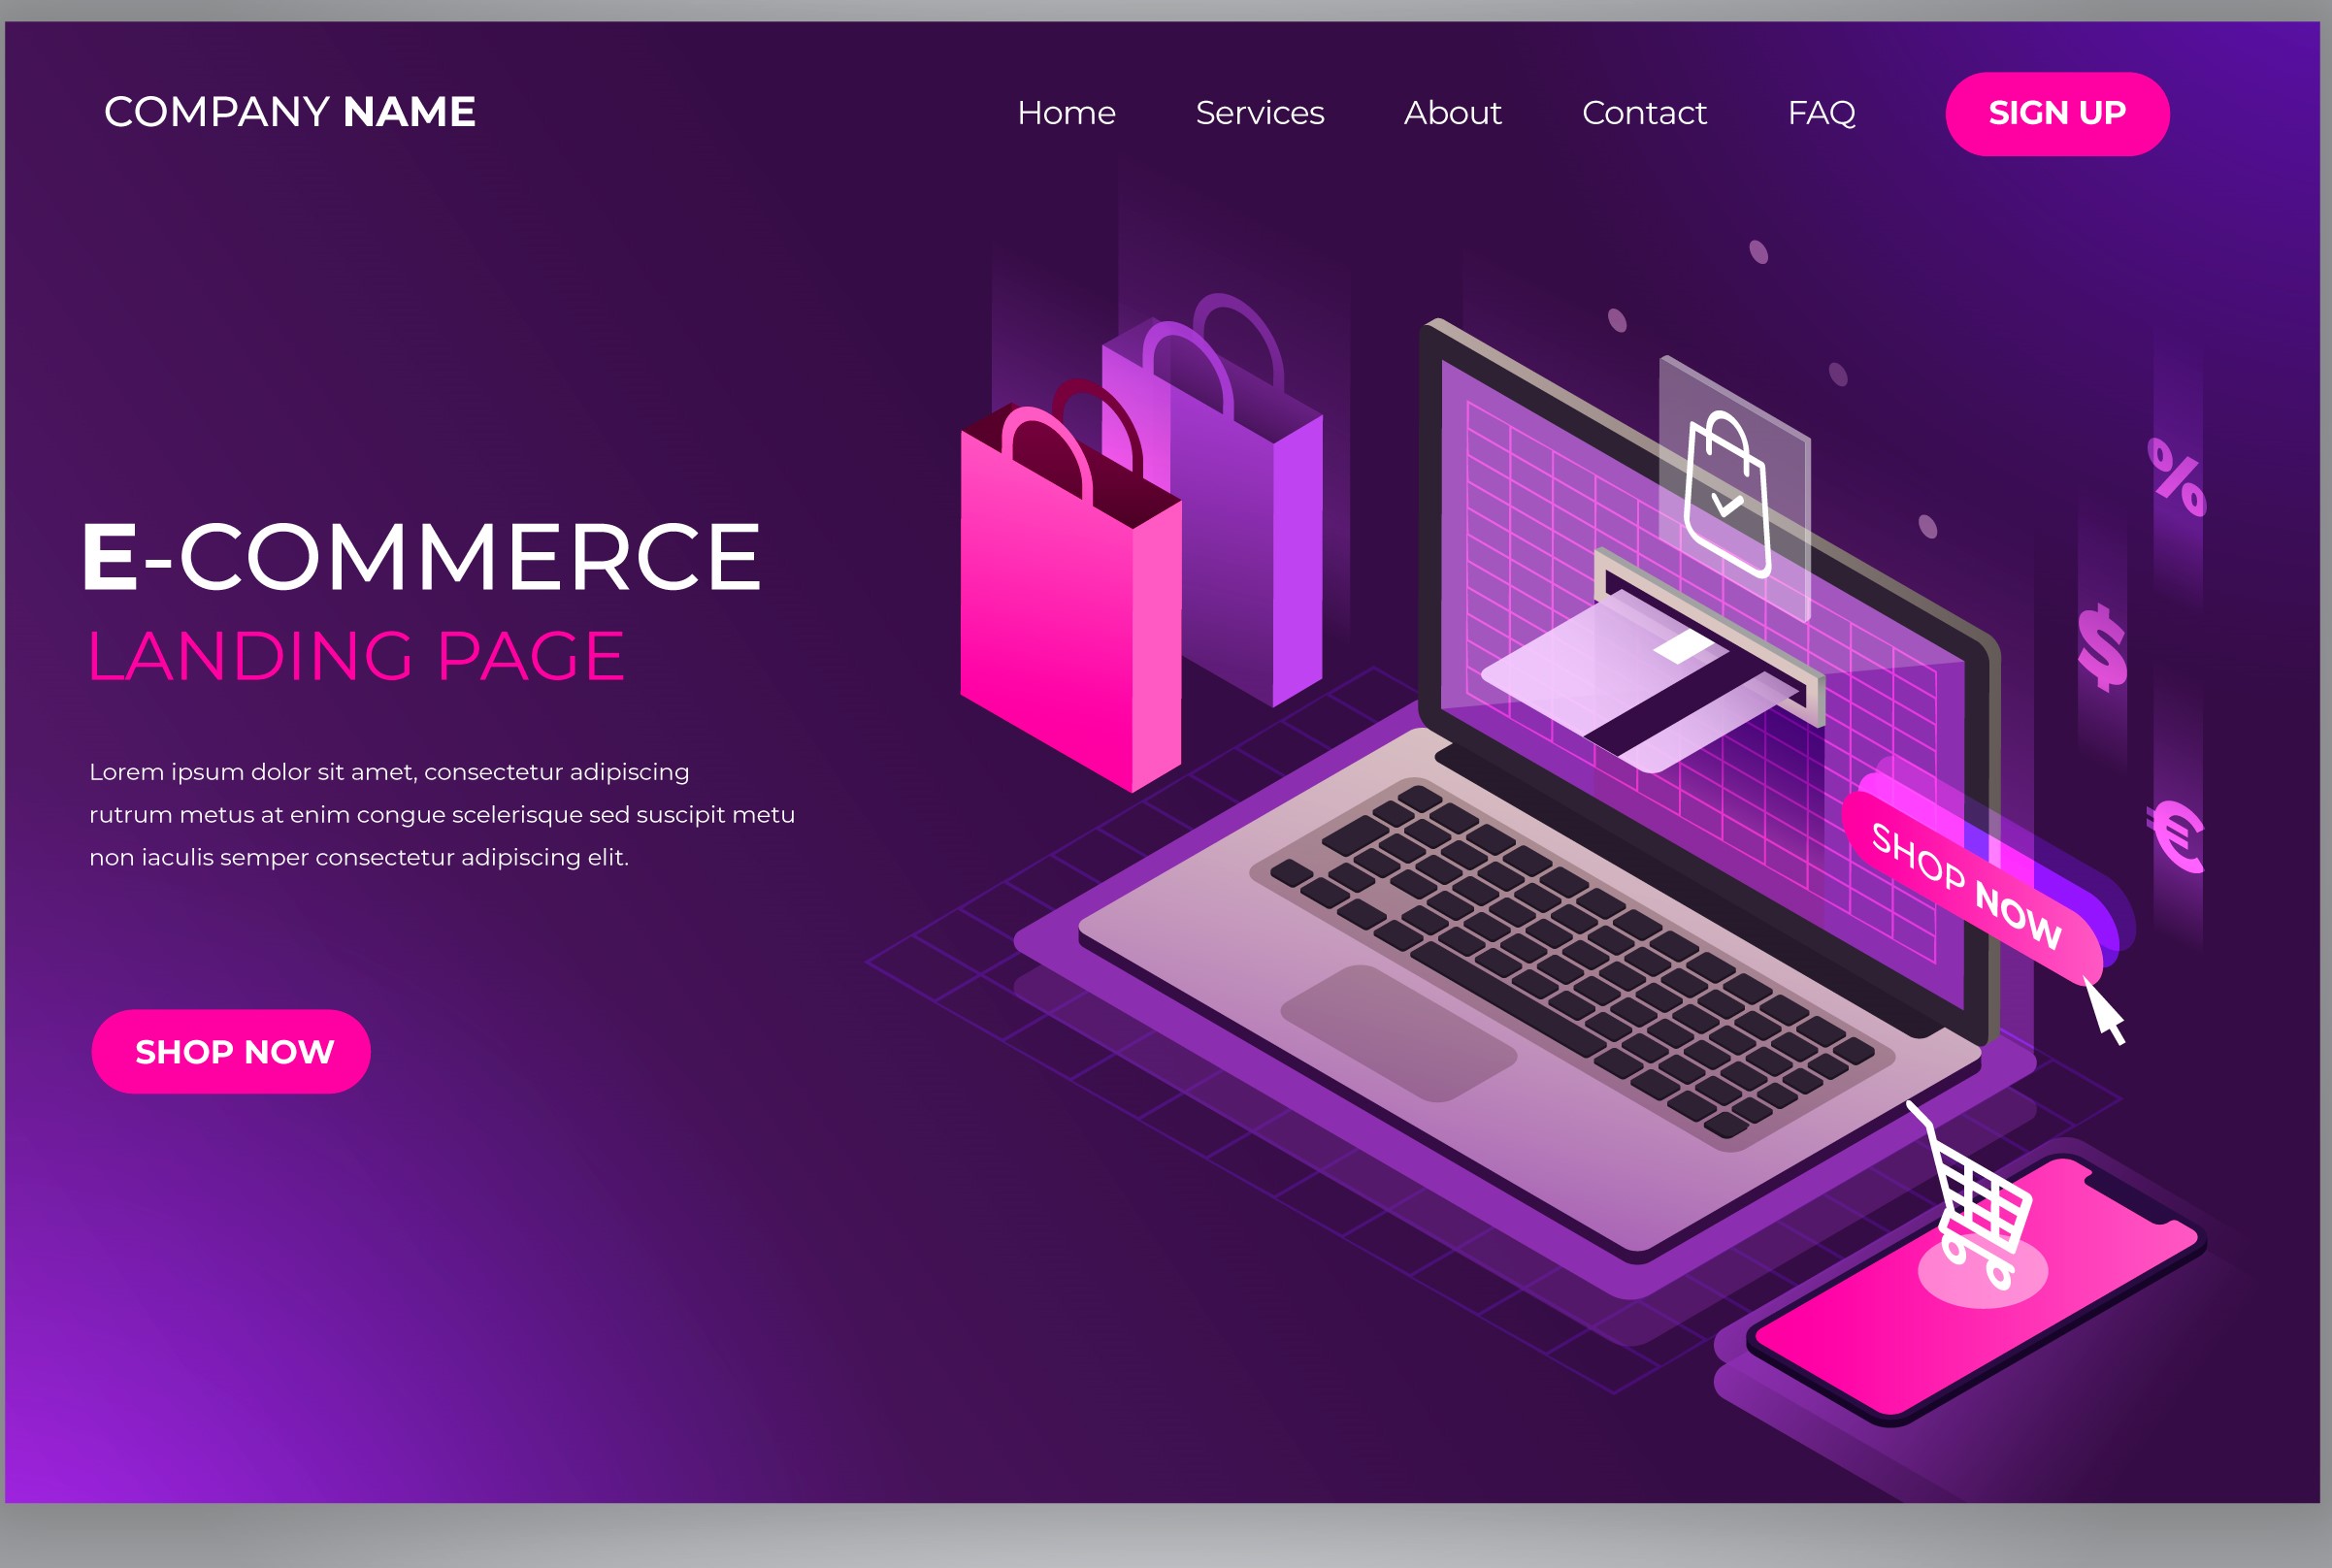 COMPANY NAME
Home Services About Contact FAQ SIGN UP
E-COMMERCE
LANDING PAGE
Lorem ipsum dolor sit amet, consectetur adipiscing
rutrum metus at enim congue scelerisque sed suscipit metu
non iaculis semper consectetur adipiscing elit.
SHOP NOW
%
$
€
SHOP NOW